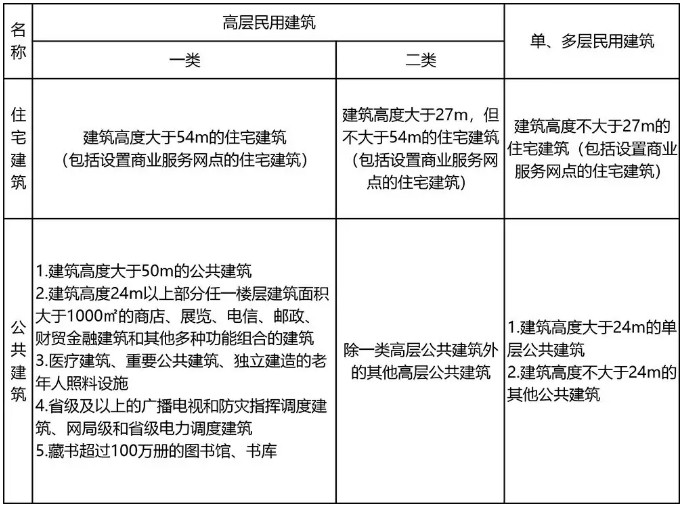 名
称
高层民用建筑
单、多层民用建筑
一类
二类
住
宅
建
筑
建筑高度大于54m的住宅建筑
（包括设置商业服务网点的住宅建筑）
建筑高度大于27m，但
不大于54m的住宅建筑
（包括设置商业服务网
点的住宅建筑）
建筑高度不大于27m的
住宅建筑（包括设置商业
服务网点的住宅建筑）
公
共
建
筑
1.建筑高度大于50m的公共建筑
2.建筑高度24m以上部分任一楼层建筑面积
大于1000㎡的商店、展览、电信、邮政、
财贸金融建筑和其他多种功能组合的建筑
3.医疗建筑、重要公共建筑、独立建造的老
年人照料设施
4.省级及以上的广播电视和防灾指挥调度建
筑、网局级和省级电力调度建筑
5.藏书超过100万册的图书馆、书库
除一类高层公共建筑外
的其他高层公共建筑
1.建筑高度大于24m的单
层公共建筑
2.建筑高度不大于24m的
其他公共建筑